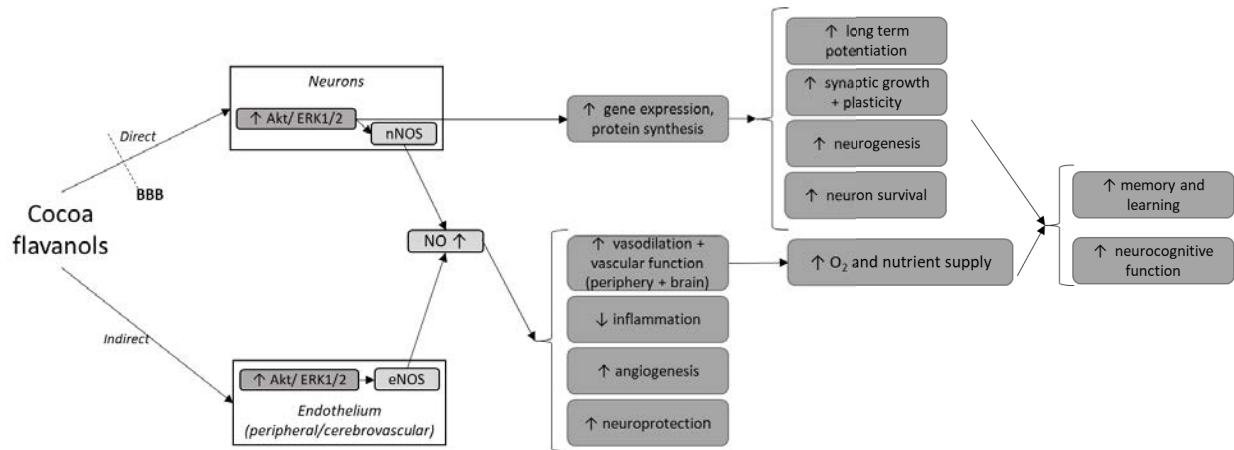 Cocoa
flavanols
Direct
BBB
Indirect
Neurons
↑ Akt/ ERK1/2
nNOS
NO ↑
↑ Akt/ ERK1/2
eNOS
Endothelium
(peripheral/cerebrovascular)
↑ gene expression,
protein synthesis
↑ long term
potentiation
↑ synaptic growth
+ plasticity
↑ neurogenesis
↑ neuron survival
↑ vasodilation +
vascular function
(periphery + brain)
↓ inflammation
↑ angiogenesis
↑ neuroprotection
↑ O₂ and nutrient supply
↑ memory and
learning
↑ neurocognitive
function